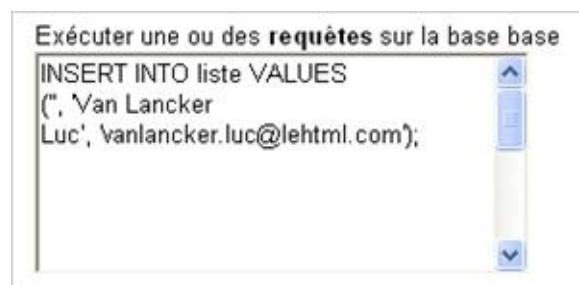 Exécuter une ou des requètes sur la base base
INSERT INTO liste VALUES
('', 'Van Lancker
Luc', 'vanlancker.luc@lehtml.com');